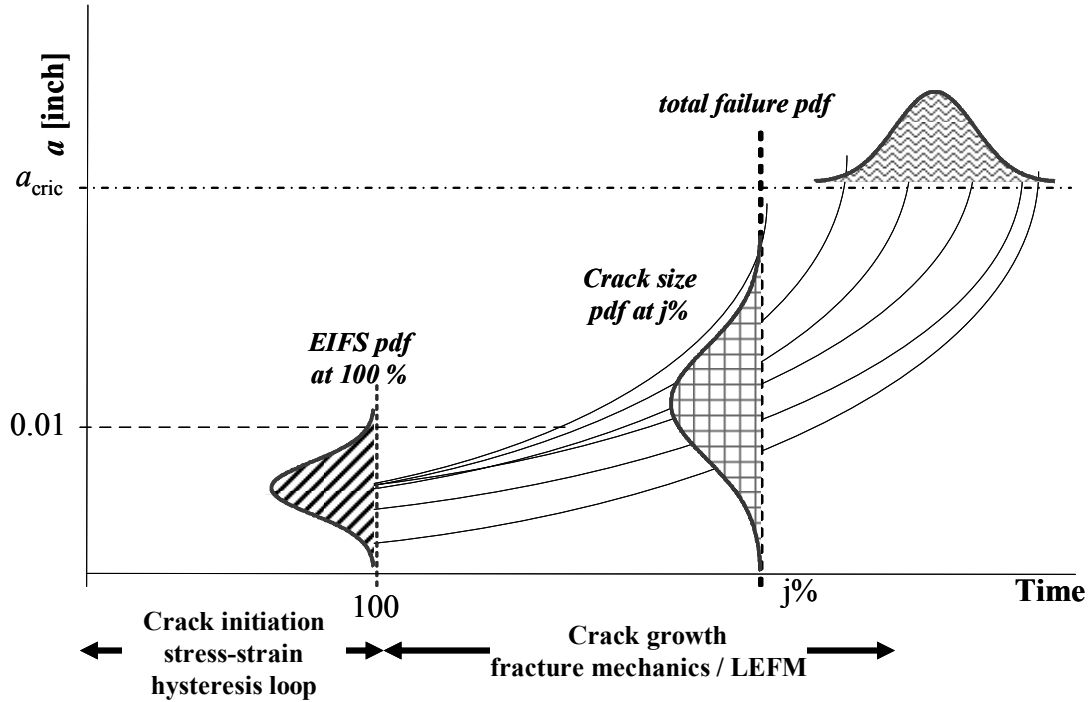 a [inch]
total failure pdf
a_cric
Crack size
pdf at j%
EIFS pdf
at 100 %
0.01
100
j%
Time
Crack initiation
stress-strain
hysteresis loop
Crack growth
fracture mechanics / LEFM